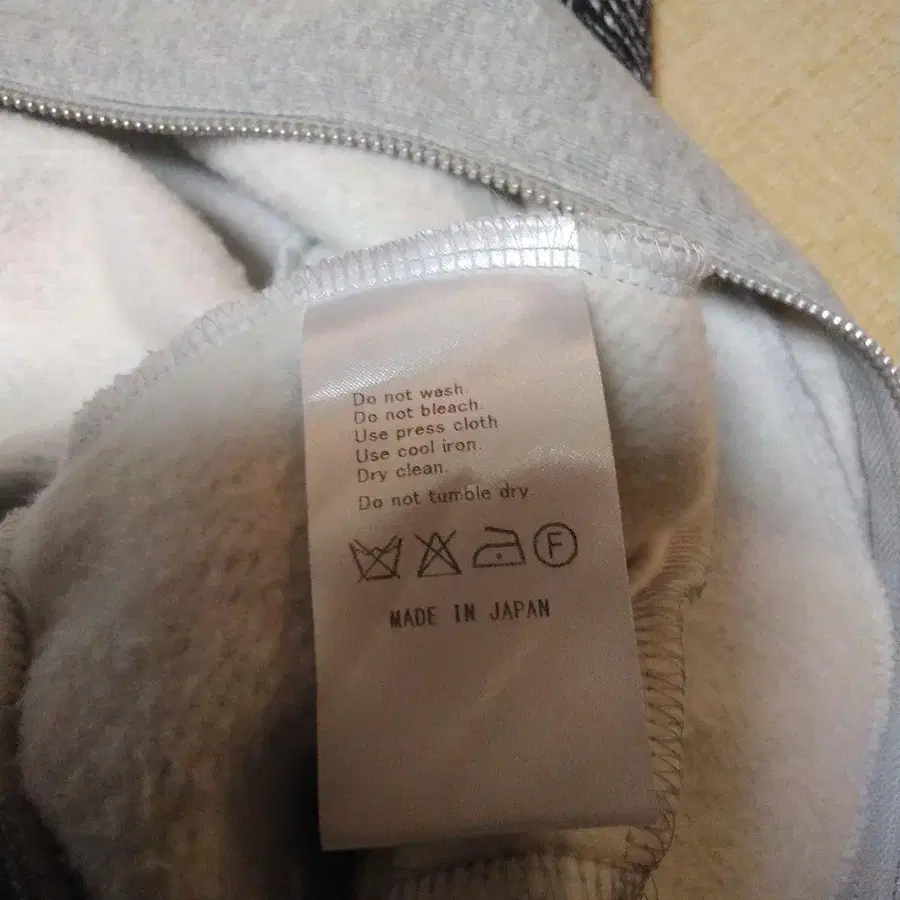 Do not wash.
Do not bleach.
Use press cloth.
Use cool iron.
Dry clean.
Do not tumble dry.
F
MADE IN JAPAN